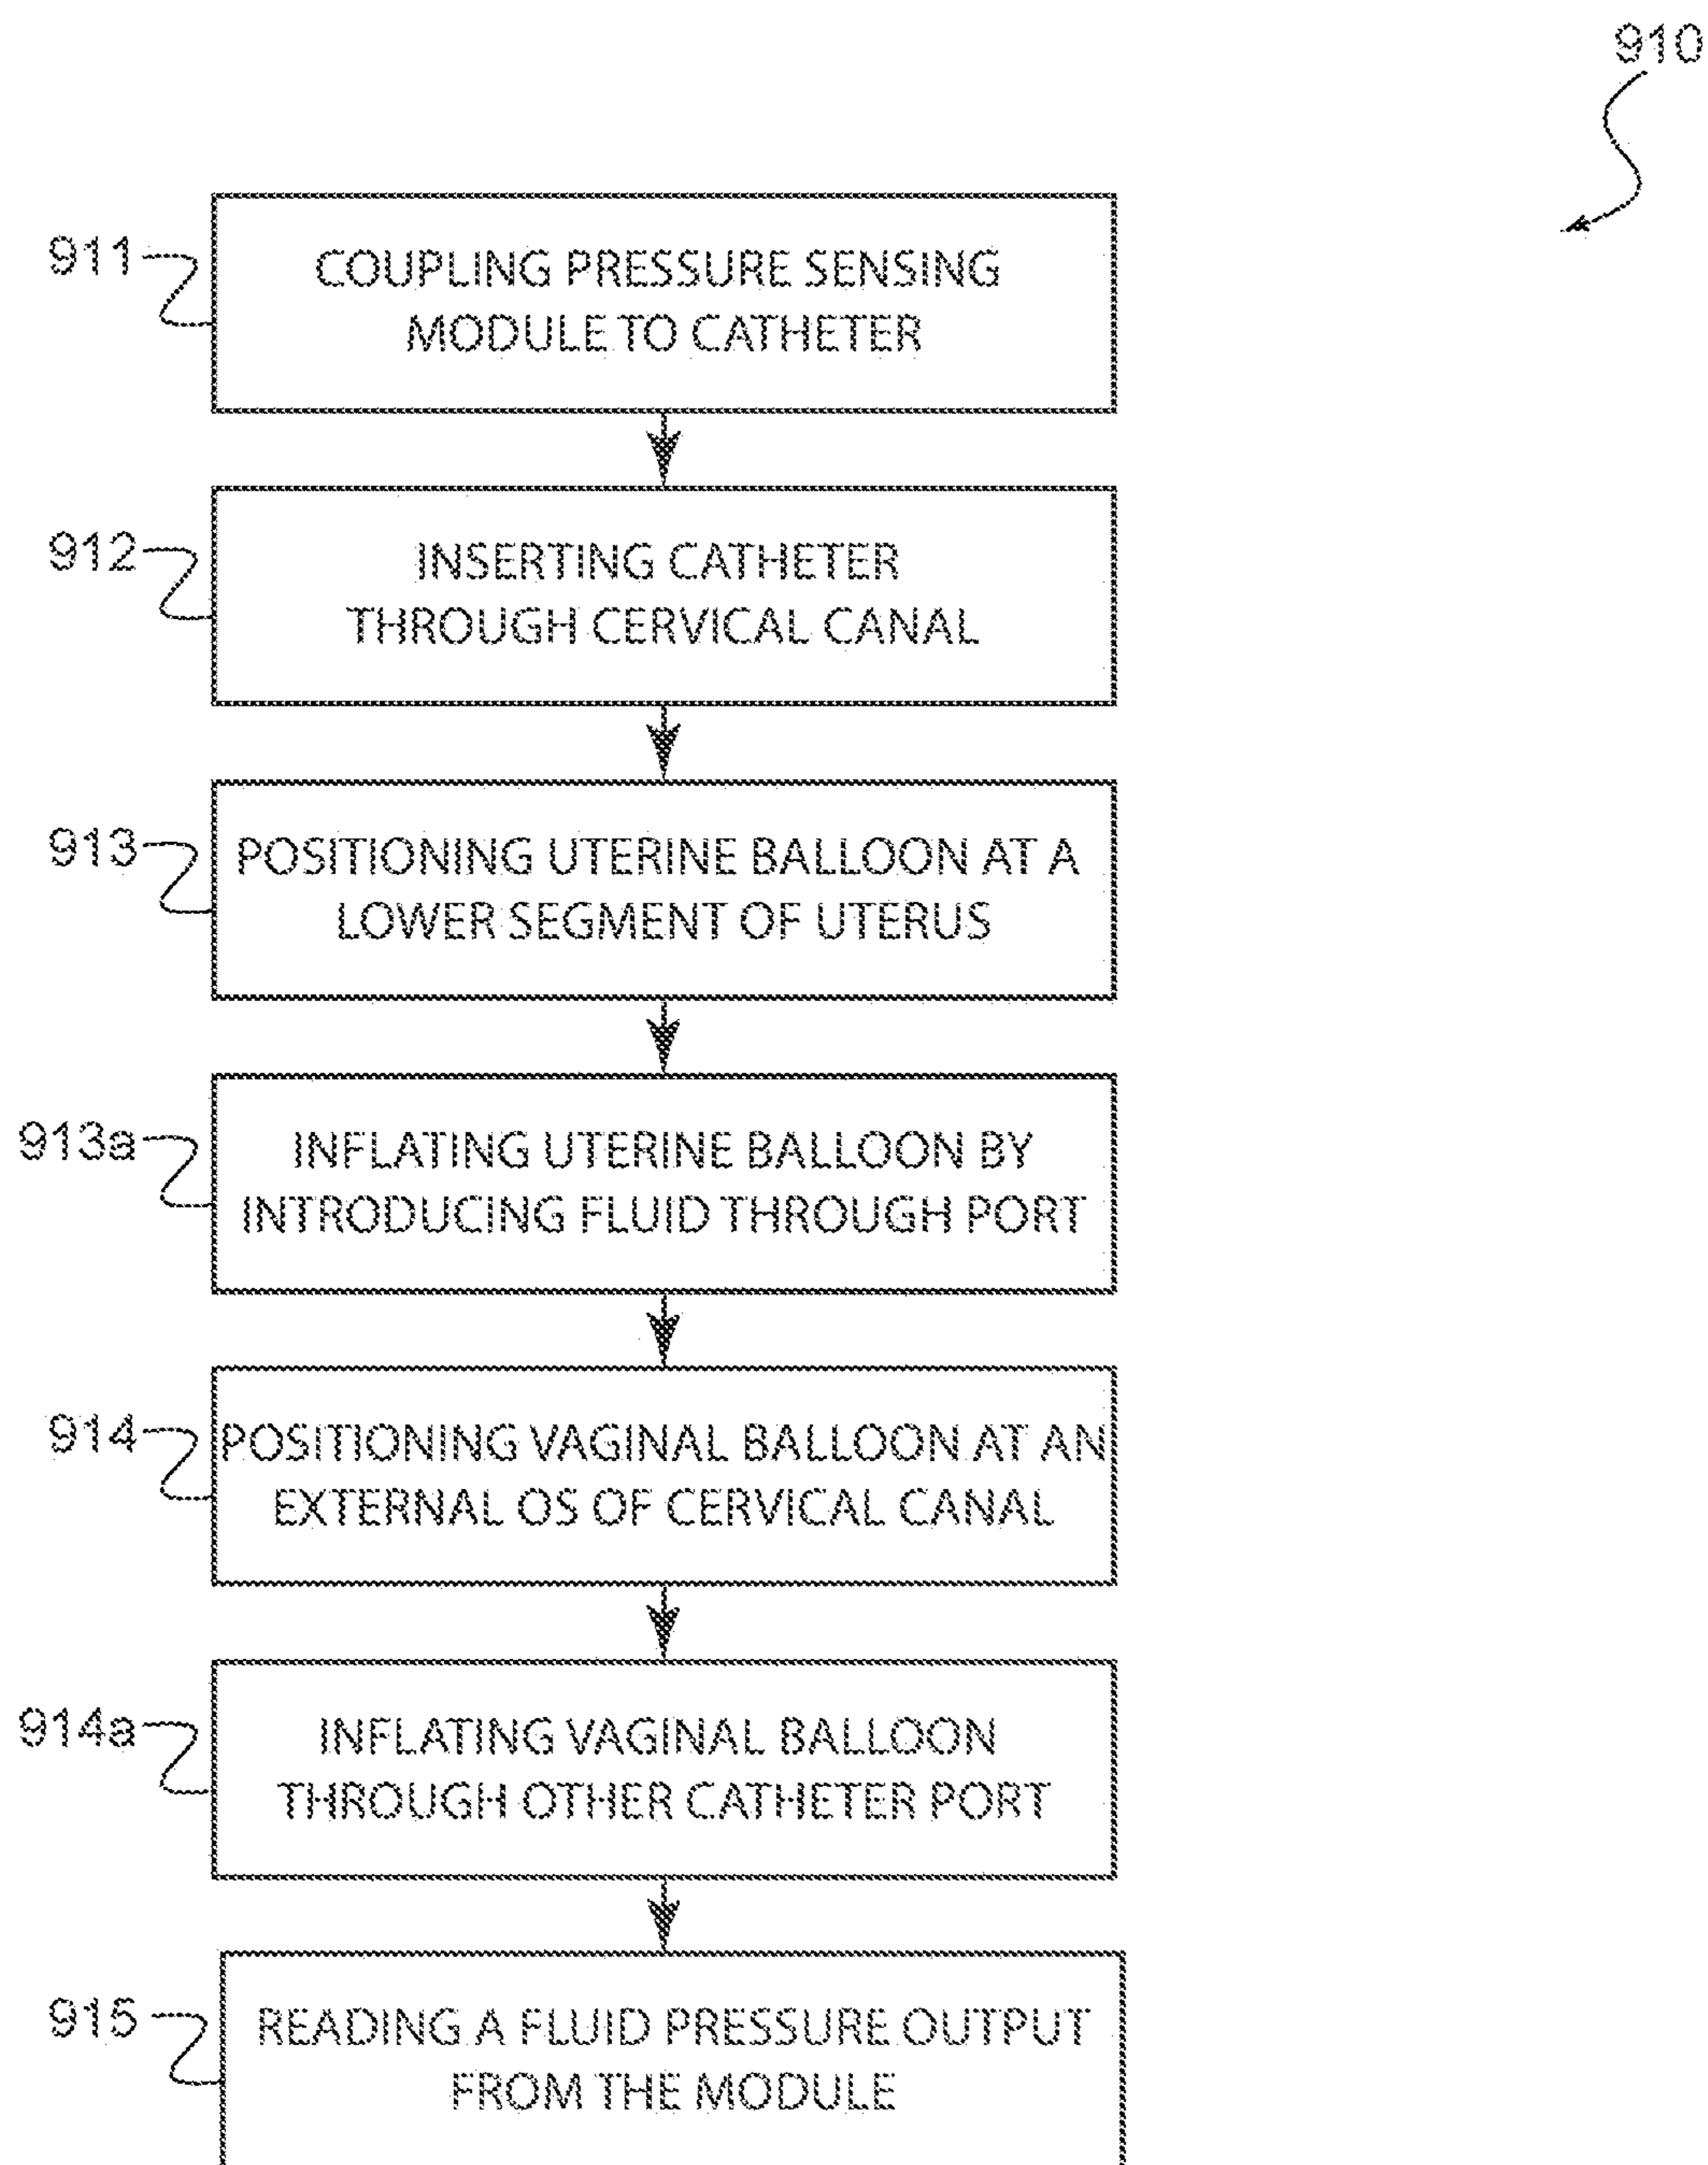 910
911
COUPLING PRESSURE SENSING
MODULE TO CATHETER
912
INSERTING CATHETER
THROUGH CERVICAL CANAL
913
POSITIONING UTERINE BALLOON AT A
LOWER SEGMENT OF UTERUS
913a
INFLATING UTERINE BALLOON BY
INTRODUCING FLUID THROUGH PORT
914
POSITIONING VAGINAL BALLOON AT AN
EXTERNAL OS OF CERVICAL CANAL
914a
INFLATING VAGINAL BALLOON
THROUGH OTHER CATHETER PORT
915
READING A FLUID PRESSURE OUTPUT
FROM THE MODULE